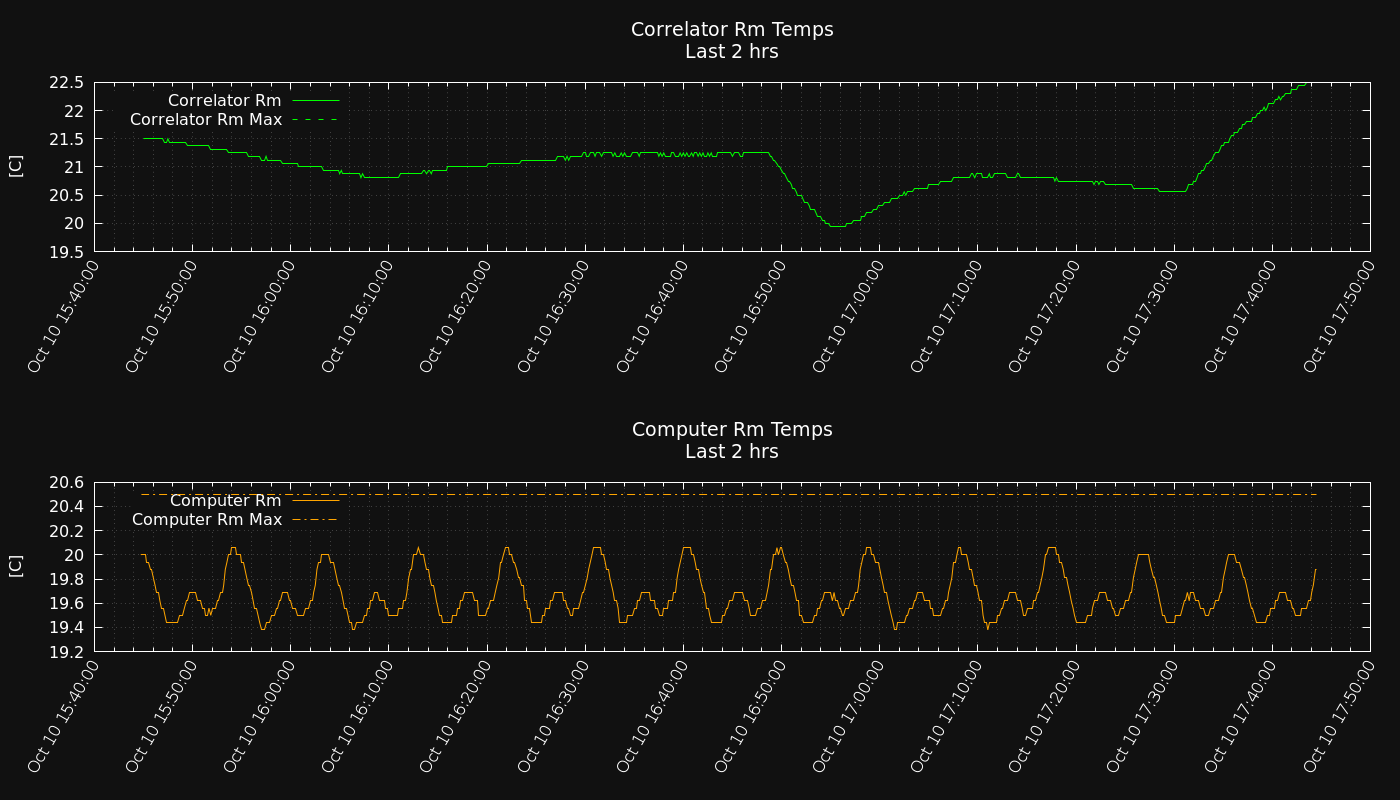 Correlator Rm Temps
Last 2 hrs
22.5
22
21.5
21
20.5
20
19.5
[C]
Correlator Rm
Correlator Rm Max
Oct 10 15:40:00
Oct 10 15:50:00
Oct 10 16:00:00
Oct 10 16:10:00
Oct 10 16:20:00
Oct 10 16:30:00
Oct 10 16:40:00
Oct 10 16:50:00
Oct 10 17:00:00
Oct 10 17:10:00
Oct 10 17:20:00
Oct 10 17:30:00
Oct 10 17:40:00
Oct 10 17:50:00
Computer Rm Temps
Last 2 hrs
20.6
20.4
20.2
20
19.8
19.6
19.4
19.2
[C]
Computer Rm
Computer Rm Max
Oct 10 15:40:00
Oct 10 15:50:00
Oct 10 16:00:00
Oct 10 16:10:00
Oct 10 16:20:00
Oct 10 16:30:00
Oct 10 16:40:00
Oct 10 16:50:00
Oct 10 17:00:00
Oct 10 17:10:00
Oct 10 17:20:00
Oct 10 17:30:00
Oct 10 17:40:00
Oct 10 17:50:00